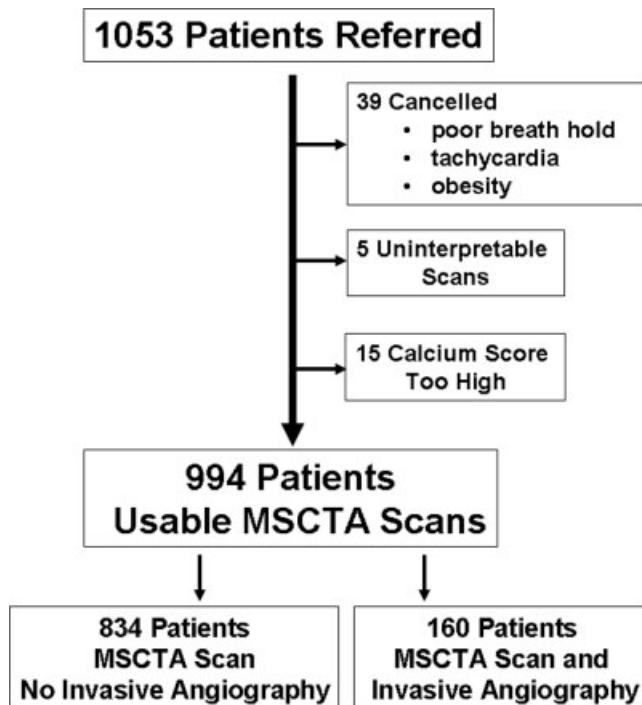 1053 Patients Referred
39 Cancelled
• poor breath hold
• tachycardia
• obesity
5 Uninterpretable
Scans
15 Calcium Score
Too High
994 Patients
Usable MSCTA Scans
834 Patients
MSCTA Scan
No Invasive Angiography
160 Patients
MSCTA Scan and
Invasive Angiography